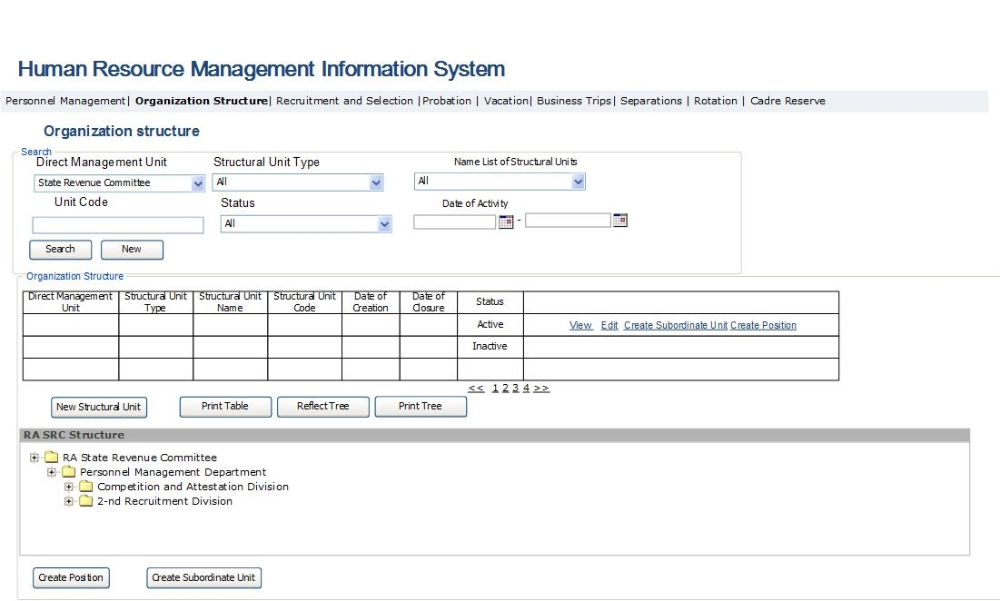 Human Resource Management Information System
Personnel Management| Organization Structure| Recruitment and Selection |Probation | Vacation| Business Trips| Separations | Rotation | Cadre Reserve
Organization structure
Search
Direct Management Unit Structural Unit Type Name List of Structural Units
State Revenue Committee All All
Unit Code Status Date of Activity
All -
Search New
Organization Structure
Direct Management Unit Structural Unit Type Structural Unit Name Structural Unit Code Date of Creation Date of Closure Status
Active View Edit Create Subordinate Unit Create Position
Inactive
<< 1 2 3 4 >>
New Structural Unit Print Table Reflect Tree Print Tree
RA SRC Structure
RA State Revenue Committee
Personnel Management Department
Competition and Attestation Division
2-nd Recruitment Division
Create Position Create Subordinate Unit